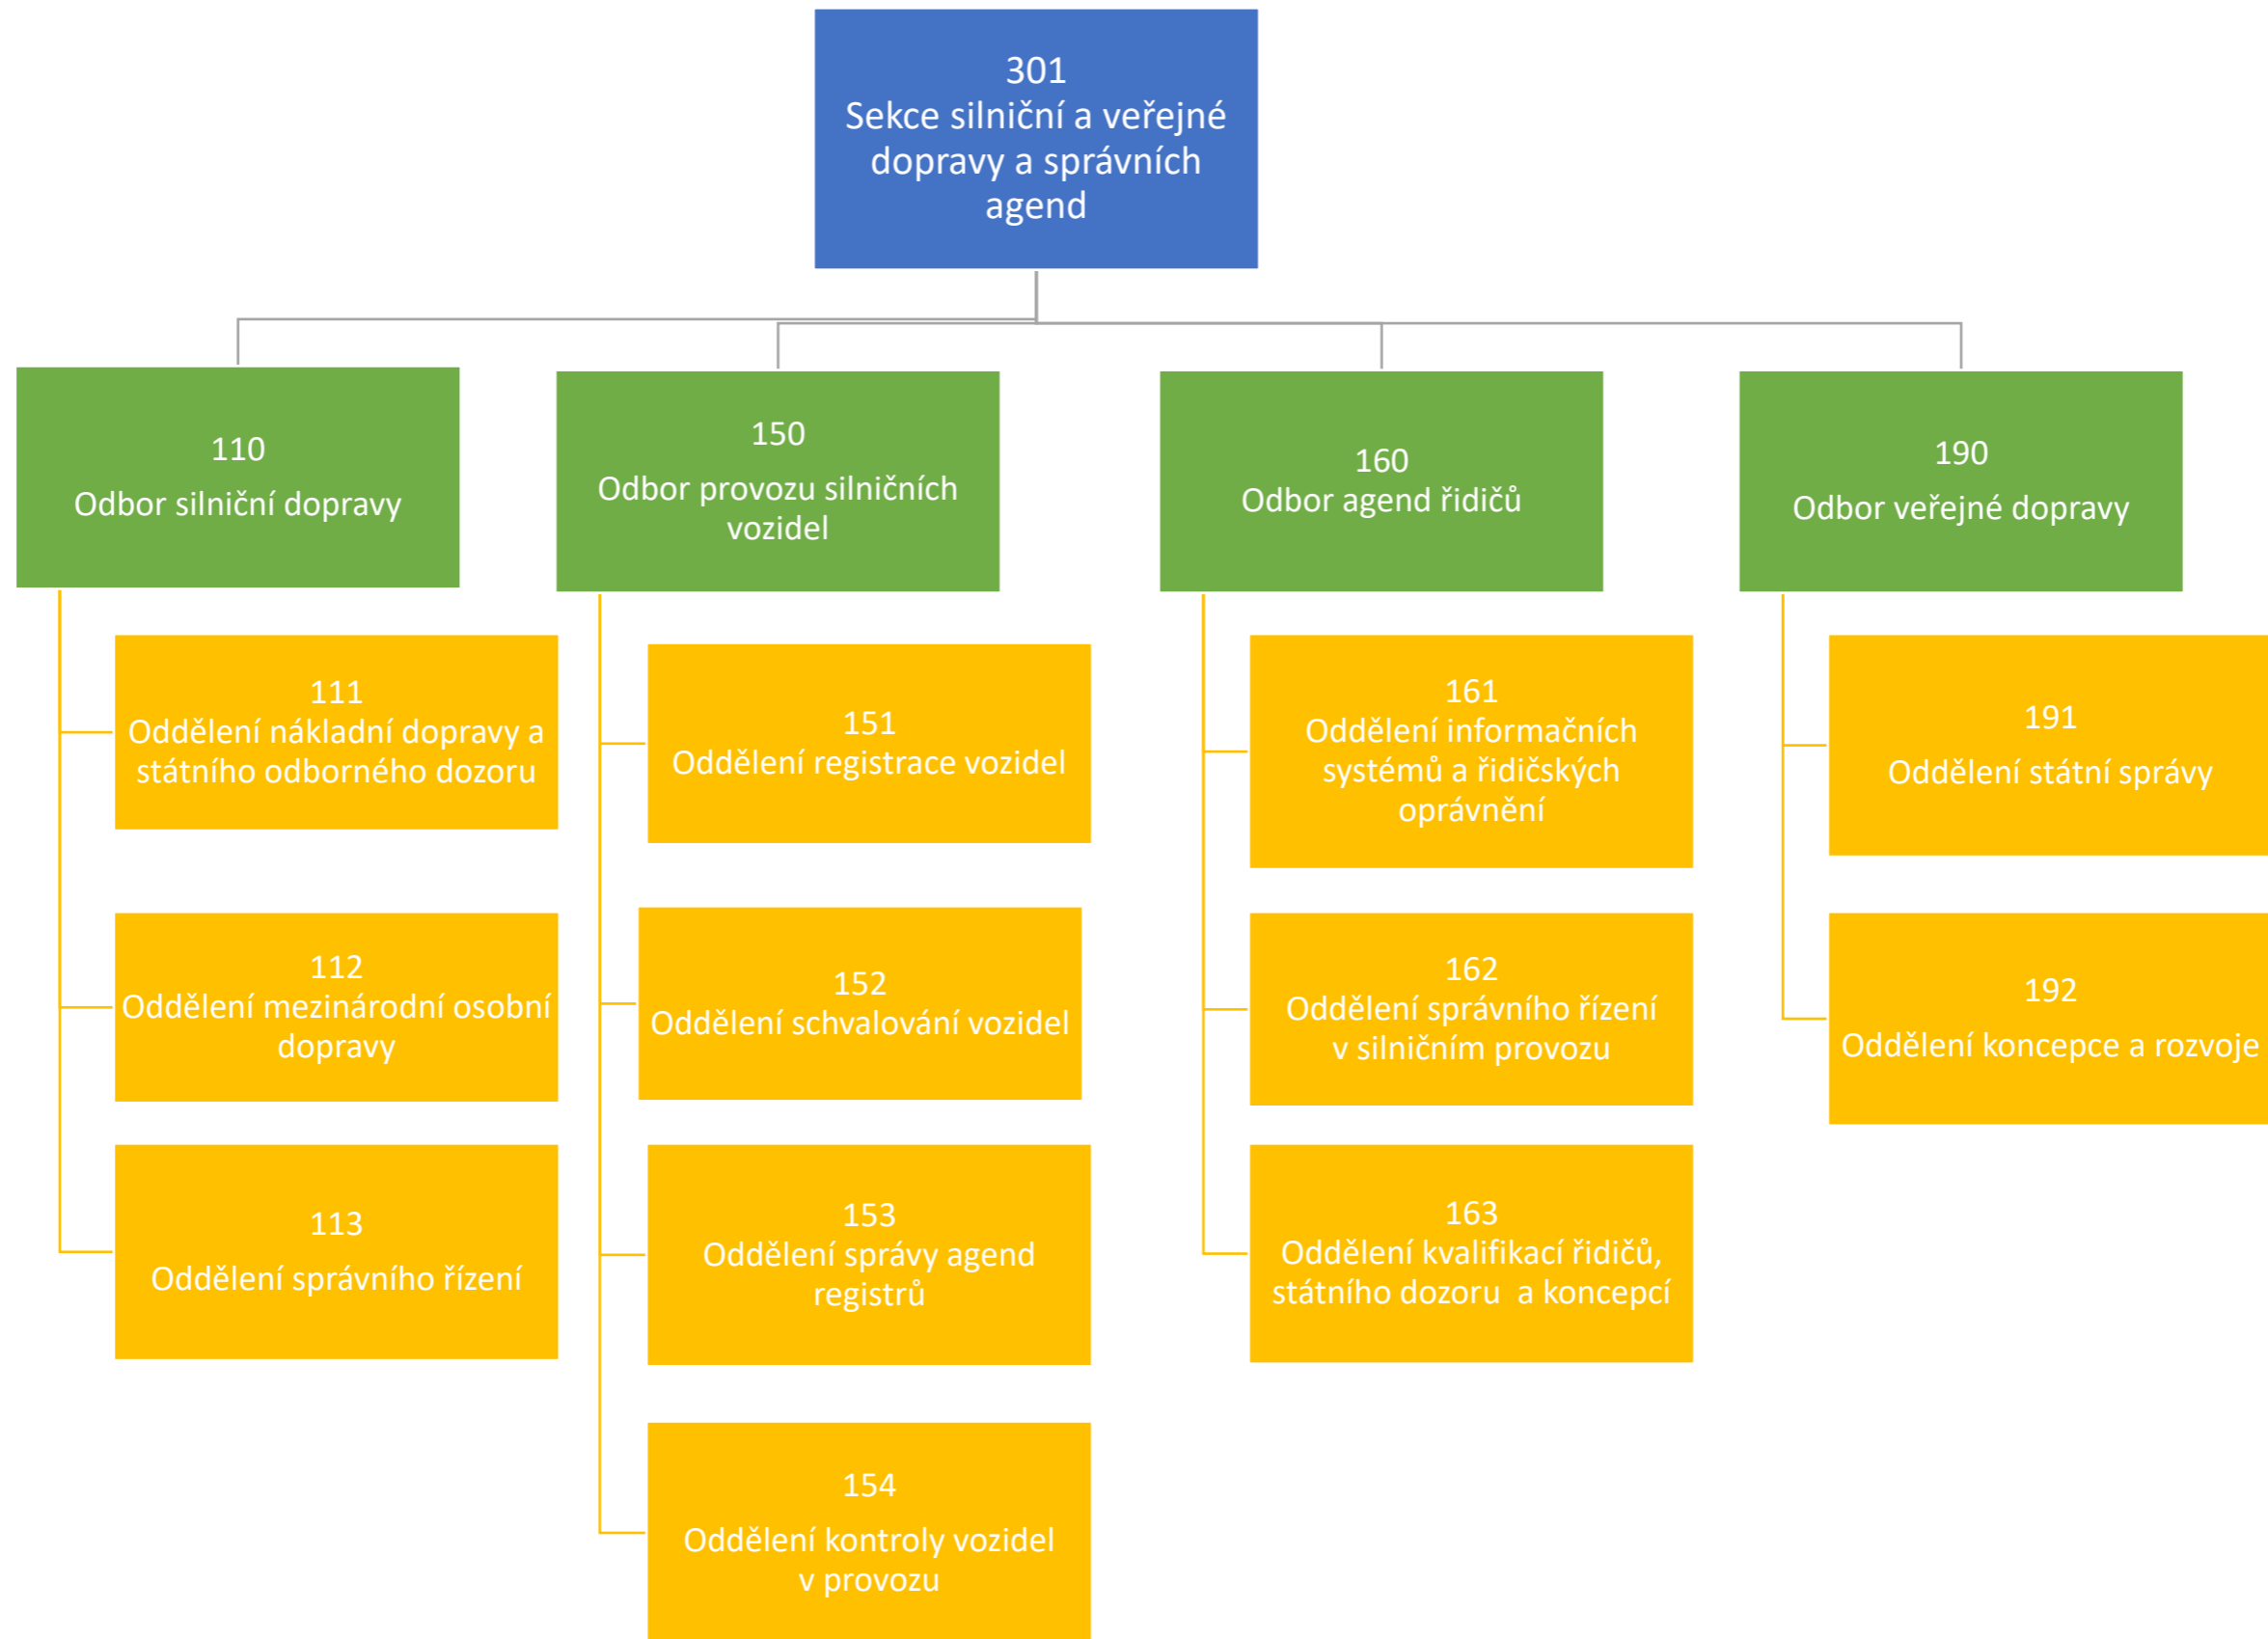 301
Sekce silniční a veřejné
dopravy a správních
agend
110
Odbor silniční dopravy
150
Odbor provozu silničních
vozidel
160
Odbor agend řidičů
190
Odbor veřejné dopravy
111
Oddělení nákladní dopravy a
státního odborného dozoru
112
Oddělení mezinárodní osobní
dopravy
113
Oddělení správního řízení
151
Oddělení registrace vozidel
152
Oddělení schvalování vozidel
153
Oddělení správy agend
registrů
154
Oddělení kontroly vozidel
v provozu
161
Oddělení informačních
systémů a řidičských
oprávnění
162
Oddělení správního řízení
v silničním provozu
163
Oddělení kvalifikací řidičů,
státního dozoru  a koncepcí
191
Oddělení státní správy
192
Oddělení koncepce a rozvoje